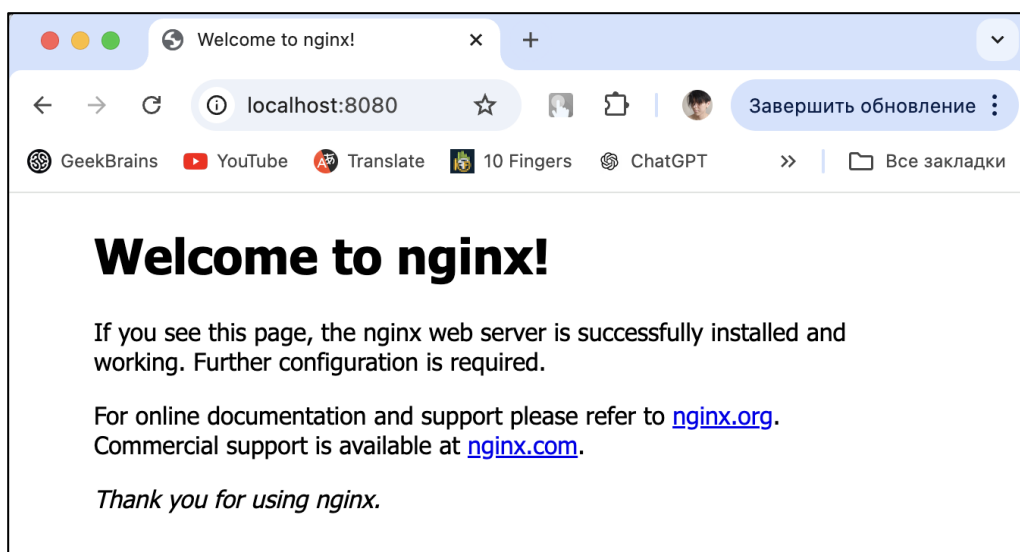 Welcome to nginx!
localhost:8080 Завершить обновление
GeekBrains YouTube Translate 10 Fingers ChatGPT Все закладки
Welcome to nginx!
If you see this page, the nginx web server is successfully installed and
working. Further configuration is required.
For online documentation and support please refer to nginx.org.
Commercial support is available at nginx.com.
Thank you for using nginx.